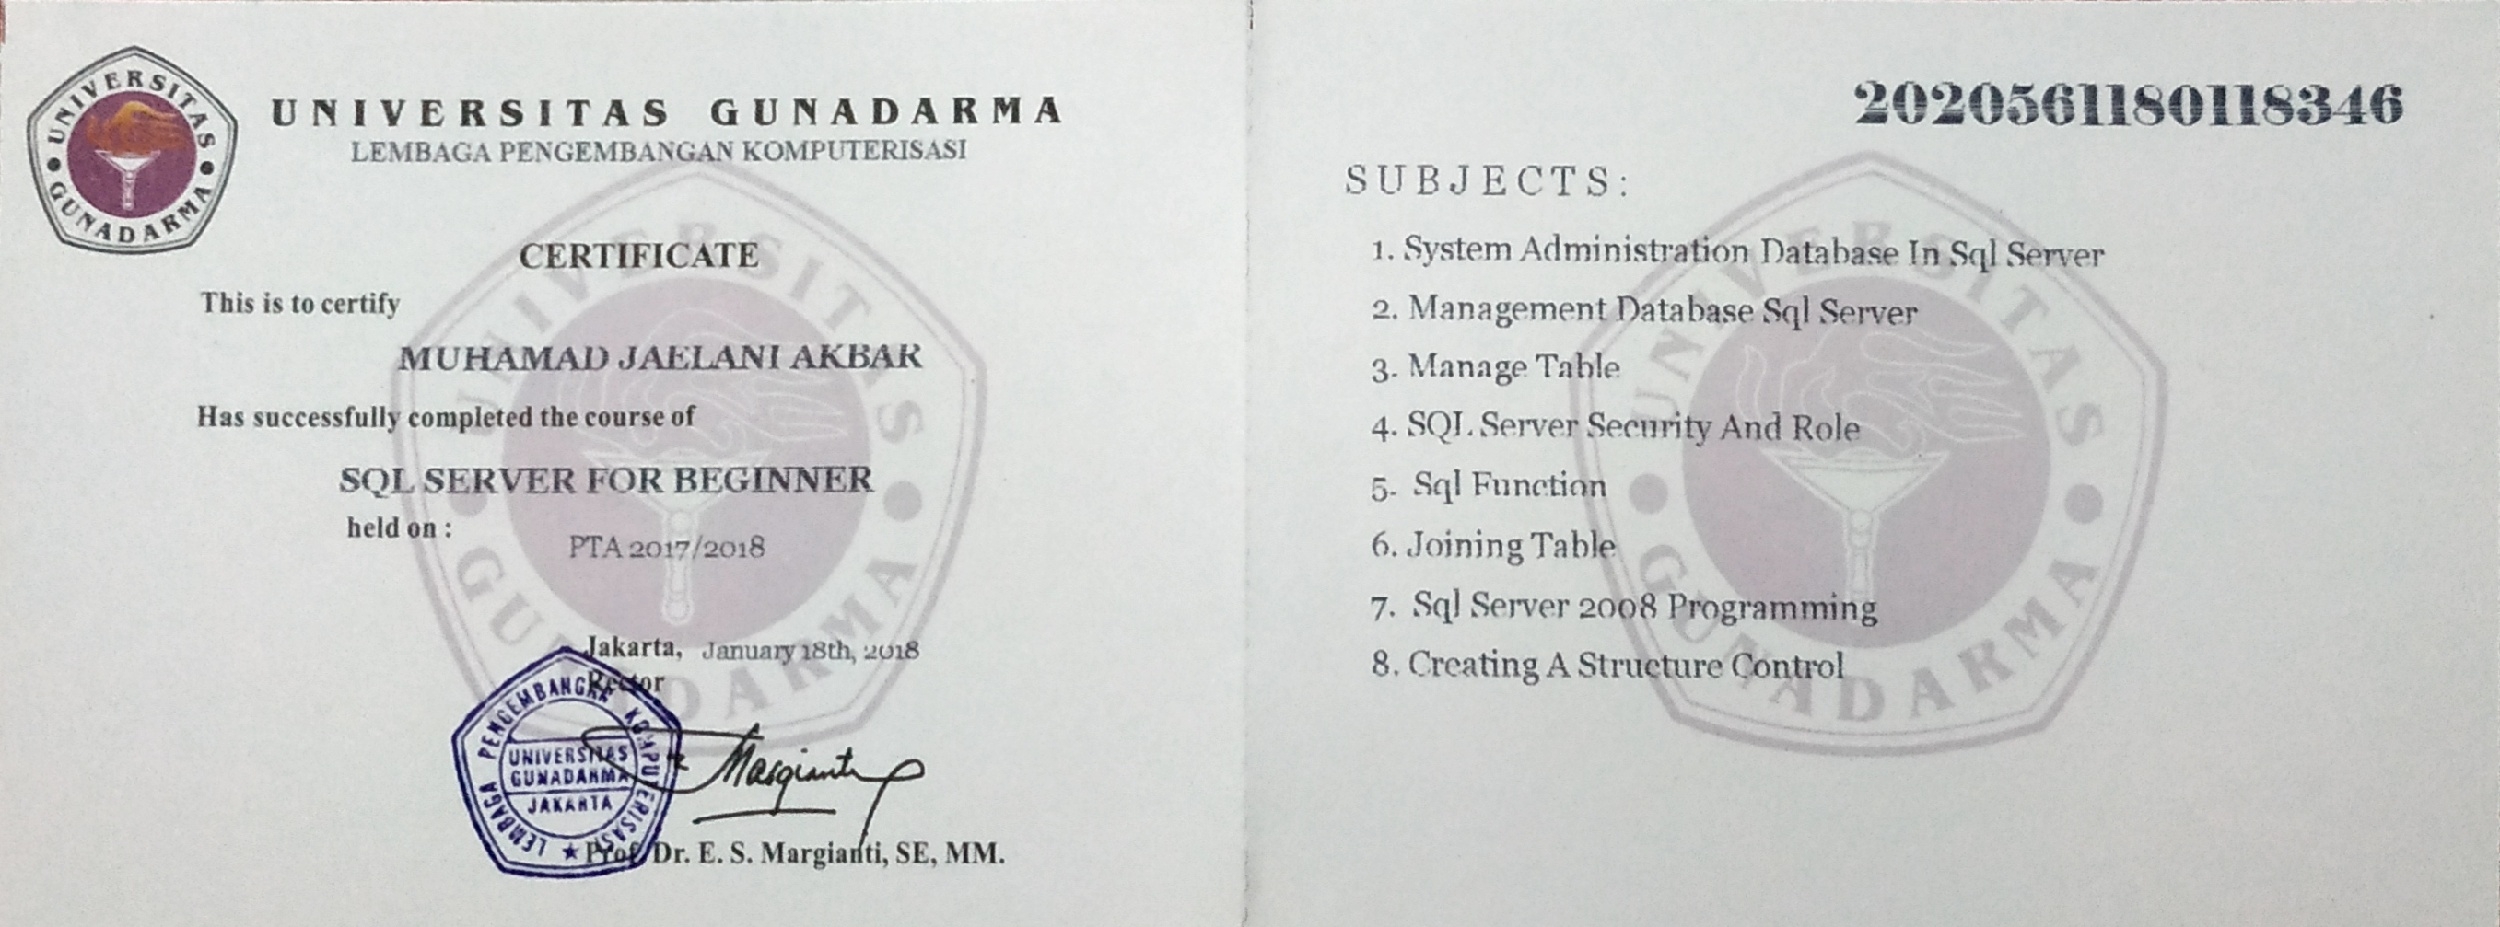 UNIVERSITAS GUNADARMA
UNIVERSITAS GUNADARMA
LEMBAGA PENGEMBANGAN KOMPUTERISASI
CERTIFICATE
This is to certify
MUHAMAD JAELANI AKBAR
Has successfully completed the course of
SQL SERVER FOR BEGINNER
held on :
PTA 2017/2018
Jakarta, January 18th, 2018
Rector
LEMBAGA PENGEMBANGAN KOMPUTERISASI
UNIVERSITAS
GUNADARMA
JAKARTA
Margianti
Prof. Dr. E. S. Margianti, SE, MM.
UNIVERSITAS GUNADARMA
2020561180118346
SUBJECTS:
1. System Administration Database In Sql Server
2. Management Database Sql Server
3. Manage Table
4. SQL Server Security And Role
5. Sql Function
6. Joining Table
7. Sql Server 2008 Programming
8. Creating A Structure Control
UNIVERSITAS GUNADARMA